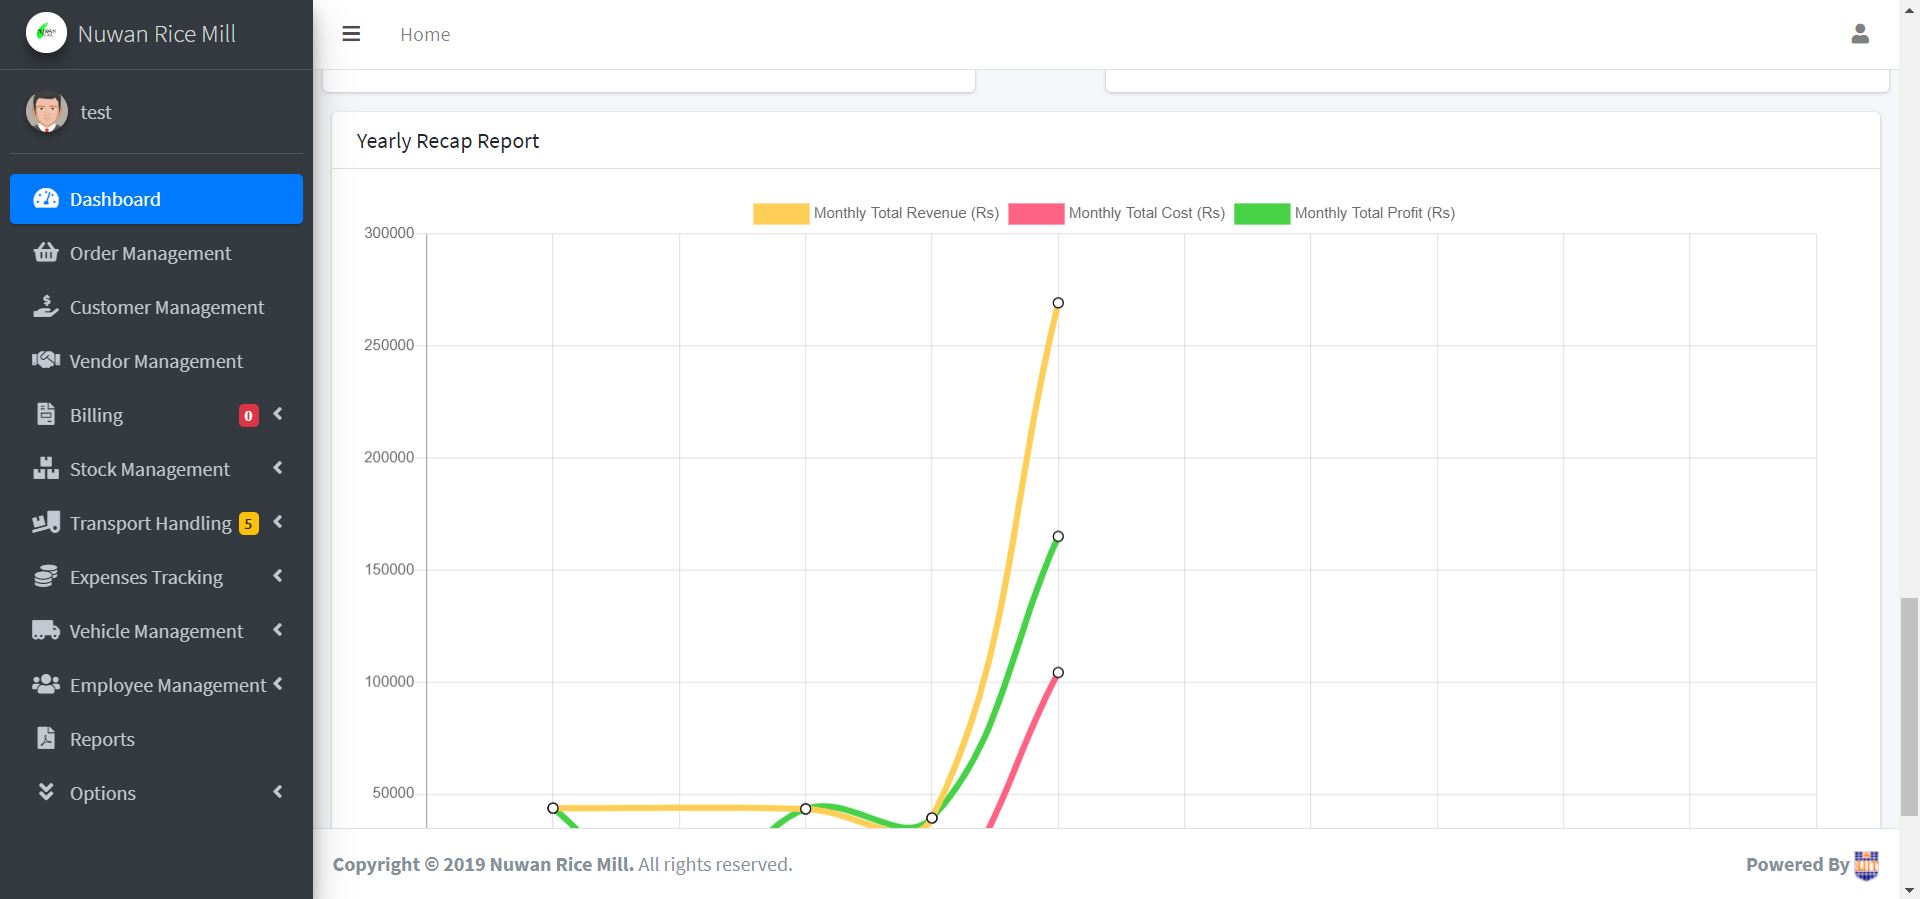 Nuwan Rice Mill
Home
test
Dashboard
Order Management
Customer Management
Vendor Management
Billing 0
Stock Management
Transport Handling 5
Expenses Tracking
Vehicle Management
Employee Management
Reports
Options
Yearly Recap Report
Monthly Total Revenue (Rs) Monthly Total Cost (Rs) Monthly Total Profit (Rs)
300000
250000
200000
150000
100000
50000
Copyright © 2019 Nuwan Rice Mill. All rights reserved.
Powered By